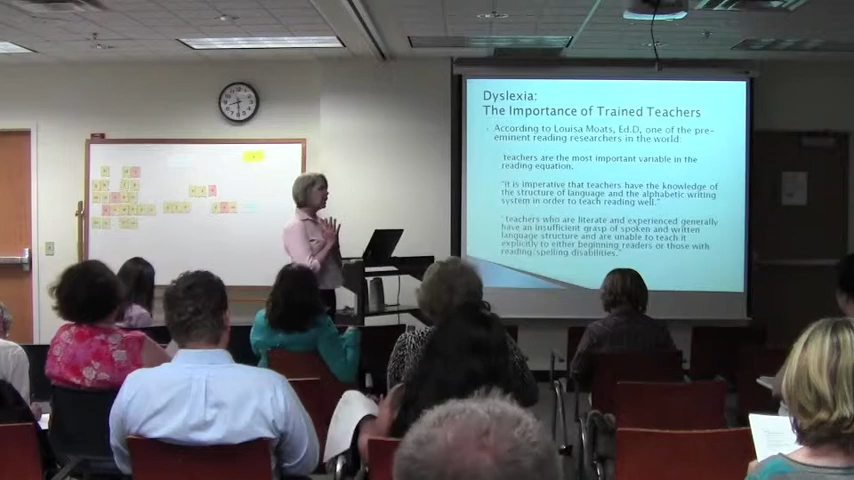 Dyslexia:
The Importance of Trained Teachers
According to Louisa Moats, Ed.D, one of the pre-
eminent reading researchers in the world:
teachers are the most important variable in the
reading equation.
"It is imperative that teachers have the knowledge of
the structure of language and the alphabetic writing
system in order to teach reading well."
"teachers who are literate and experienced generally
have an insufficient grasp of spoken and written
language structure and are unable to teach it
explicitly to either beginning readers or those with
reading/spelling disabilities."